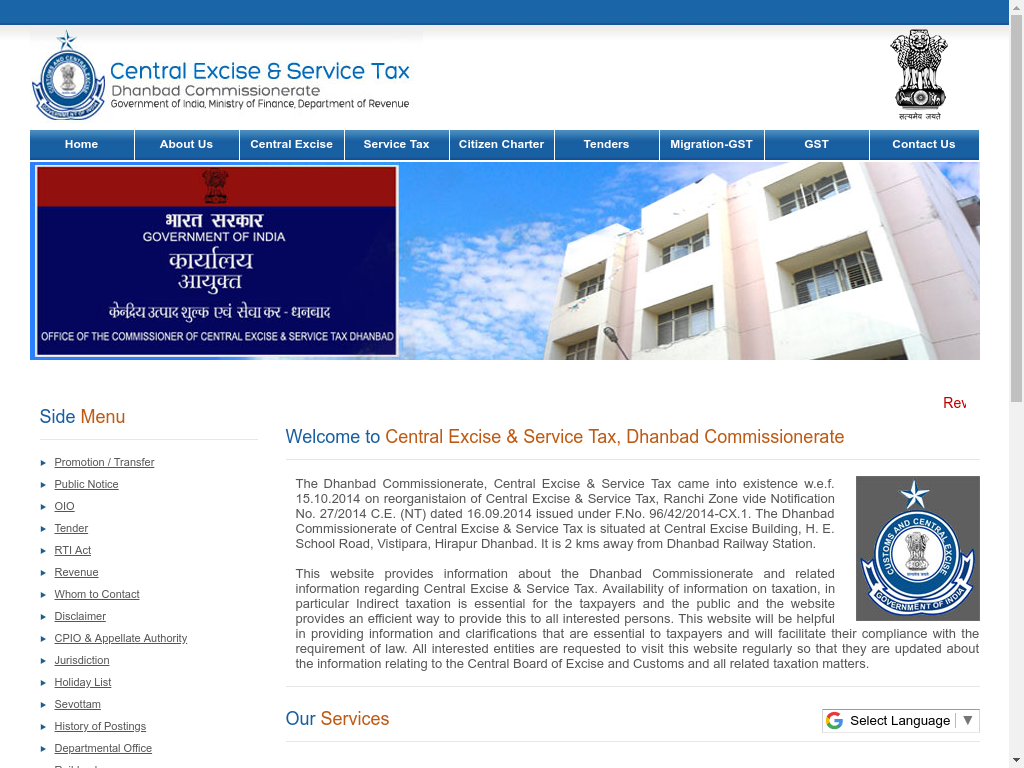 Central Excise & Service Tax
Dhanbad Commissionerate
Government of India, Ministry of Finance, Department of Revenue
सत्यमेव जयते
Home
About Us
Central Excise
Service Tax
Citizen Charter
Tenders
Migration-GST
GST
Contact Us
भारत सरकार
GOVERNMENT OF INDIA
कार्यालय
आयुक्त
केन्द्रिय उत्पाद शुल्क एवं सेवा कर - धनबाद
OFFICE OF THE COMMISSIONER OF CENTRAL EXCISE & SERVICE TAX DHANBAD
Rev
Side Menu
Promotion / Transfer
Public Notice
OIO
Tender
RTI Act
Revenue
Whom to Contact
Disclaimer
CPIO & Appellate Authority
Jurisdiction
Holiday List
Sevottam
History of Postings
Departmental Office
Welcome to Central Excise & Service Tax, Dhanbad Commissionerate
The Dhanbad Commissionerate, Central Excise & Service Tax came into existence w.e.f.
15.10.2014 on reorganistaion of Central Excise & Service Tax, Ranchi Zone vide Notification
No. 27/2014 C.E. (NT) dated 16.09.2014 issued under F.No. 96/42/2014-CX.1. The Dhanbad
Commissionerate of Central Excise & Service Tax is situated at Central Excise Building, H. E.
School Road, Vistipara, Hirapur Dhanbad. It is 2 kms away from Dhanbad Railway Station.
This website provides information about the Dhanbad Commissionerate and related
information regarding Central Excise & Service Tax. Availability of information on taxation, in
particular Indirect taxation is essential for the taxpayers and the public and the website
provides an efficient way to provide this to all interested persons. This website will be helpful
in providing information and clarifications that are essential to taxpayers and will facilitate their compliance with the
requirement of law. All interested entities are requested to visit this website regularly so that they are updated about
the information relating to the Central Board of Excise and Customs and all related taxation matters.
CUSTOMS AND CENTRAL EXCISE
GOVERNMENT OF INDIA
Our Services
Select Language